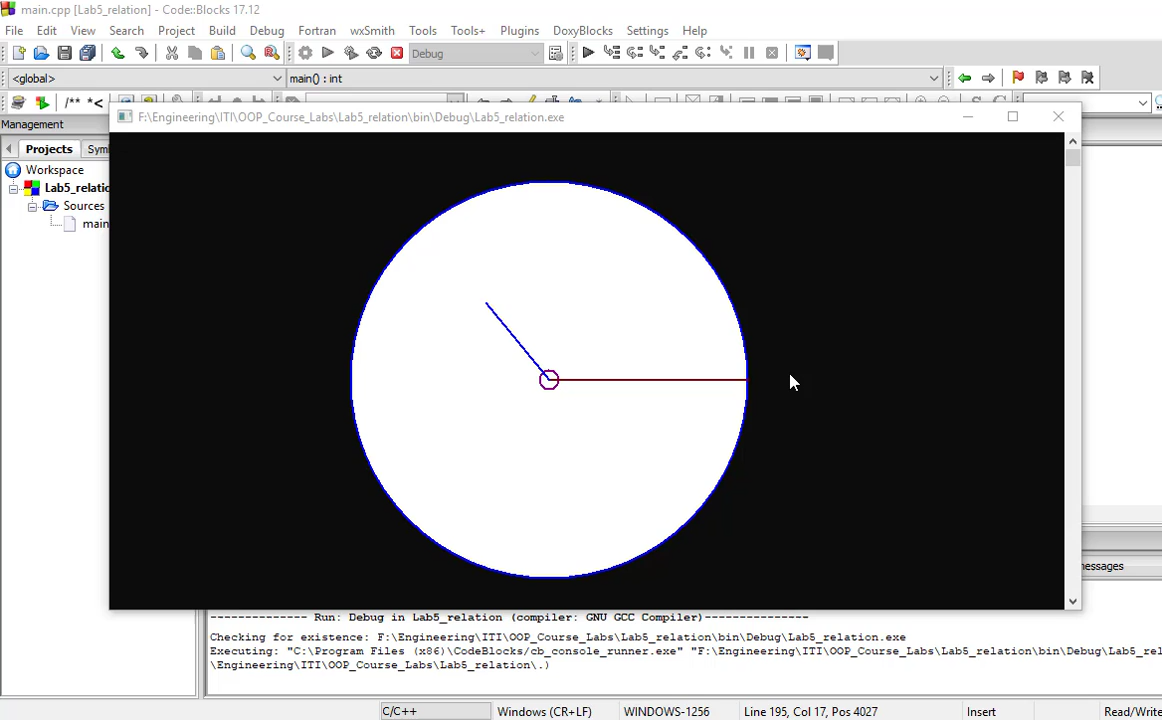 main.cpp [Lab5_relation] - Code::Blocks 17.12
File Edit View Search Project Build Debug Fortran wxSmith Tools Tools+ Plugins DoxyBlocks Settings Help
Debug
<global> main() : int
/** *<
Management
F:\Engineering\ITI\OOP_Course_Labs\Lab5_relation\bin\Debug\Lab5_relation.exe
Projects Sym
Workspace
Lab5_relatio
Sources
main
essages
-------------- Run: Debug in Lab5_relation (compiler: GNU GCC Compiler)---------------
Checking for existence: F:\Engineering\ITI\OOP_Course_Labs\Lab5_relation\bin\Debug\Lab5_relation.exe
Executing: "C:\Program Files (x86)\CodeBlocks/cb_console_runner.exe" "F:\Engineering\ITI\OOP_Course_Labs\Lab5_relation\bin\Debug\Lab5_rel
\Engineering\ITI\OOP_Course_Labs\Lab5_relation\.)
C/C++ Windows (CR+LF) WINDOWS-1256 Line 195, Col 17, Pos 4027 Insert Read/Write